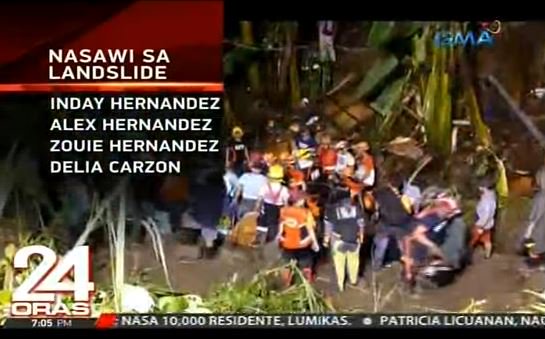 NASAWI SA
LANDSLIDE
INDAY HERNANDEZ
ALEX HERNANDEZ
ZOUIE HERNANDEZ
DELIA CARZON
GMA
24
ORAS
7:05 PM
NASA 10,000 RESIDENTE, LUMIKAS. PATRICIA LICUANAN, NAG